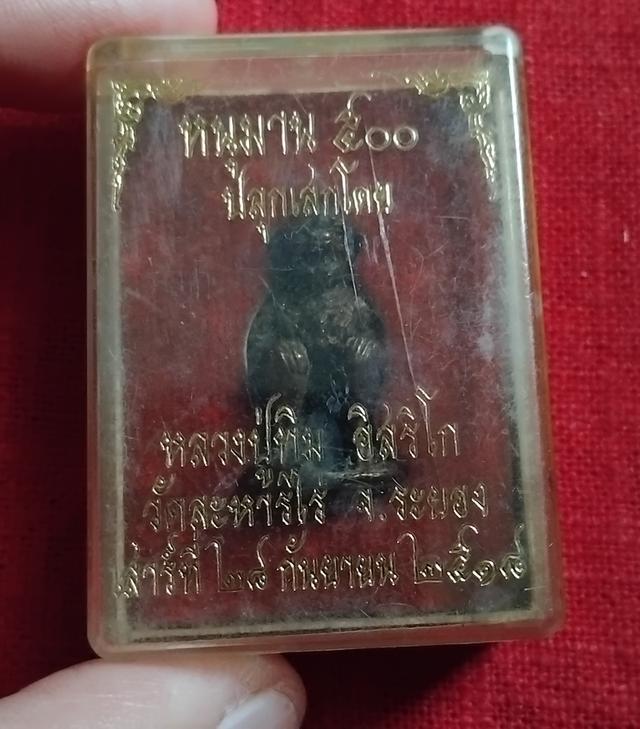 หนุมาน ๕๐๐
ปลุกเสกโดย
หลวงปู่ทิม อิสริโก
วัดละหารไร่ จ.ระยอง
เสาร์ที่ ๒๘ กันยายน ๒๕๑๘